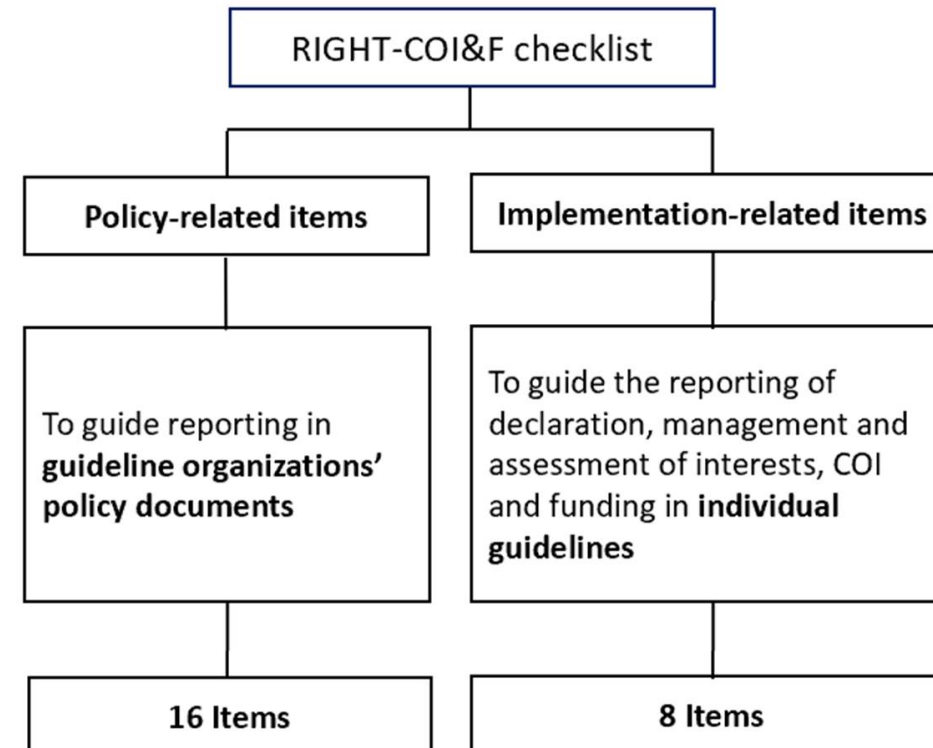 RIGHT-COI&F checklist
Policy-related items
Implementation-related items
To guide reporting in
guideline organizations’
policy documents
To guide the reporting of
declaration, management and
assessment of interests, COI
and funding in individual
guidelines
16 Items
8 Items